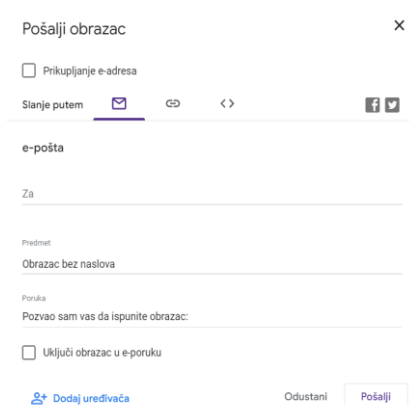 Pošalji obrazac
Prikupljanje e-adresa
Slanje putem
e-pošta
Za
Predmet
Obrazac bez naslova
Poruka
Pozvao sam vas da ispunite obrazac:
Uključi obrazac u e-poruku
Dodaj uređivača
Odustani Pošalji